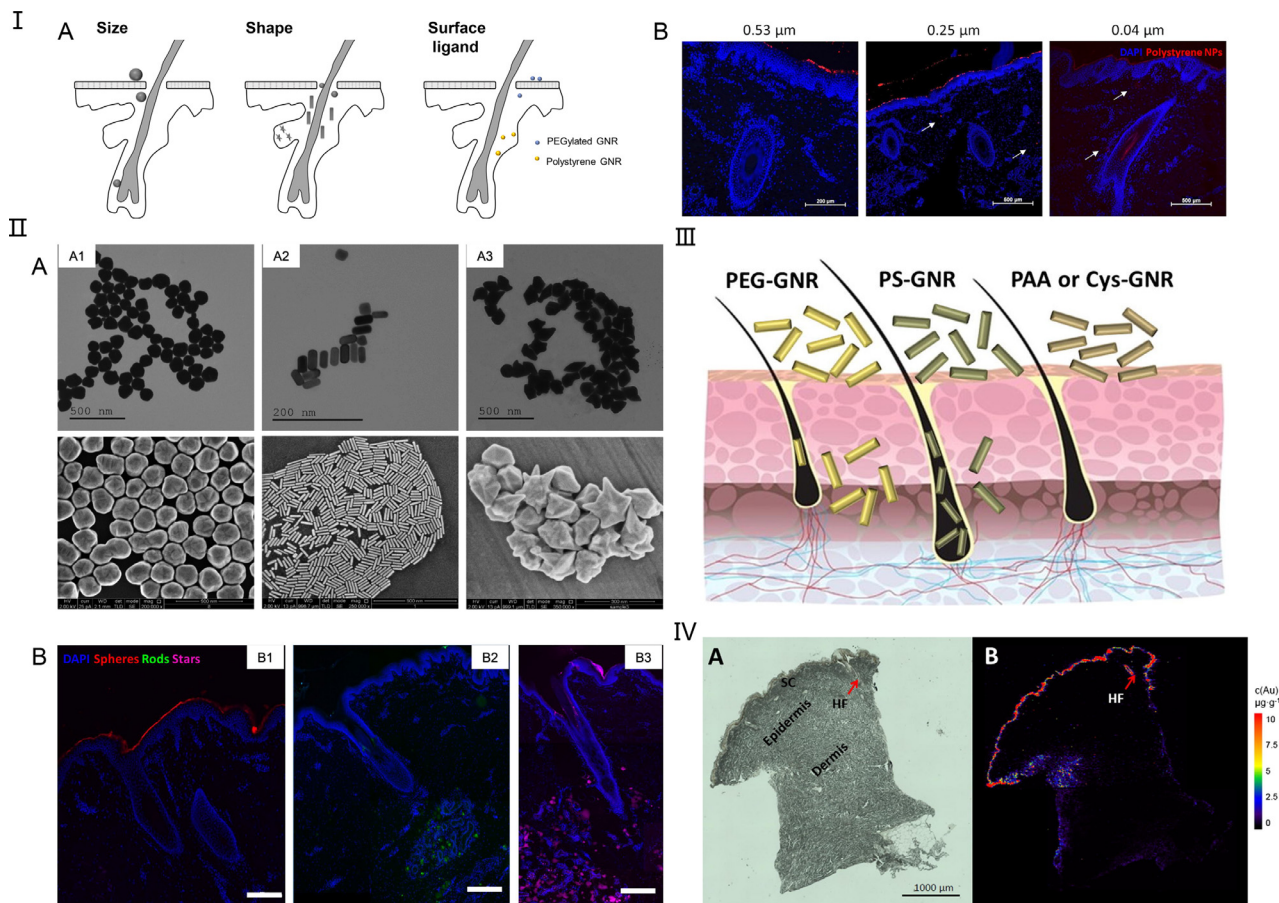 I
A
Size
Shape
Surface
ligand
PEGylated GNR
Polystyrene GNR
B
0.53 µm
0.25 µm
0.04 µm
DAPI Polystyrene NPs
200 µm
500 µm
500 µm
II
A
A1
A2
A3
500 nm
200 nm
500 nm
B
DAPI Spheres Rods Stars
B1
B2
B3
III
PEG-GNR
PS-GNR
PAA or Cys-GNR
IV
A
SC
HF
Epidermis
Dermis
1000 µm
B
HF
c(Au)
µg·g⁻¹
10
7.5
5
2.5
0